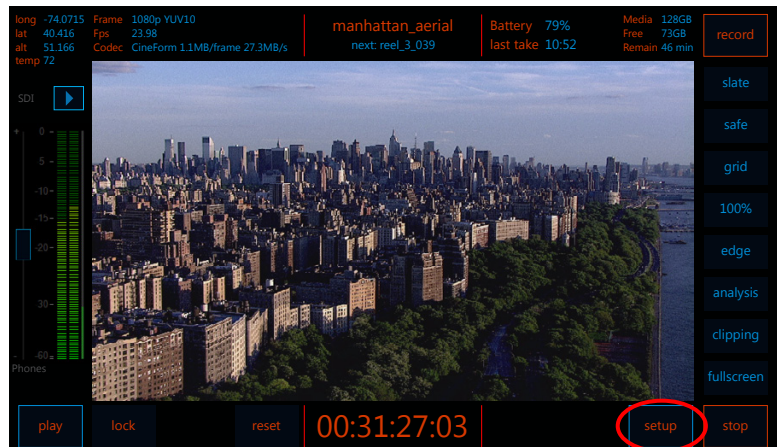 long -74.0715
lat 40.416
alt 51.166
temp 72
Frame 1080p YUV10
Fps 23.98
Codec CineForm 1.1MB/frame 27.3MB/s
manhattan_aerial
next: reel_3_039
Battery 79%
last take 10:52
Media 128GB
Free 73GB
Remain 46 min
record
SDI
slate
safe
grid
100%
edge
analysis
clipping
fullscreen
+ 0 -
5 -
-10-
-15-
-20-
30-
- -60-
Phones
play
lock
reset
00:31:27:03
setup
stop